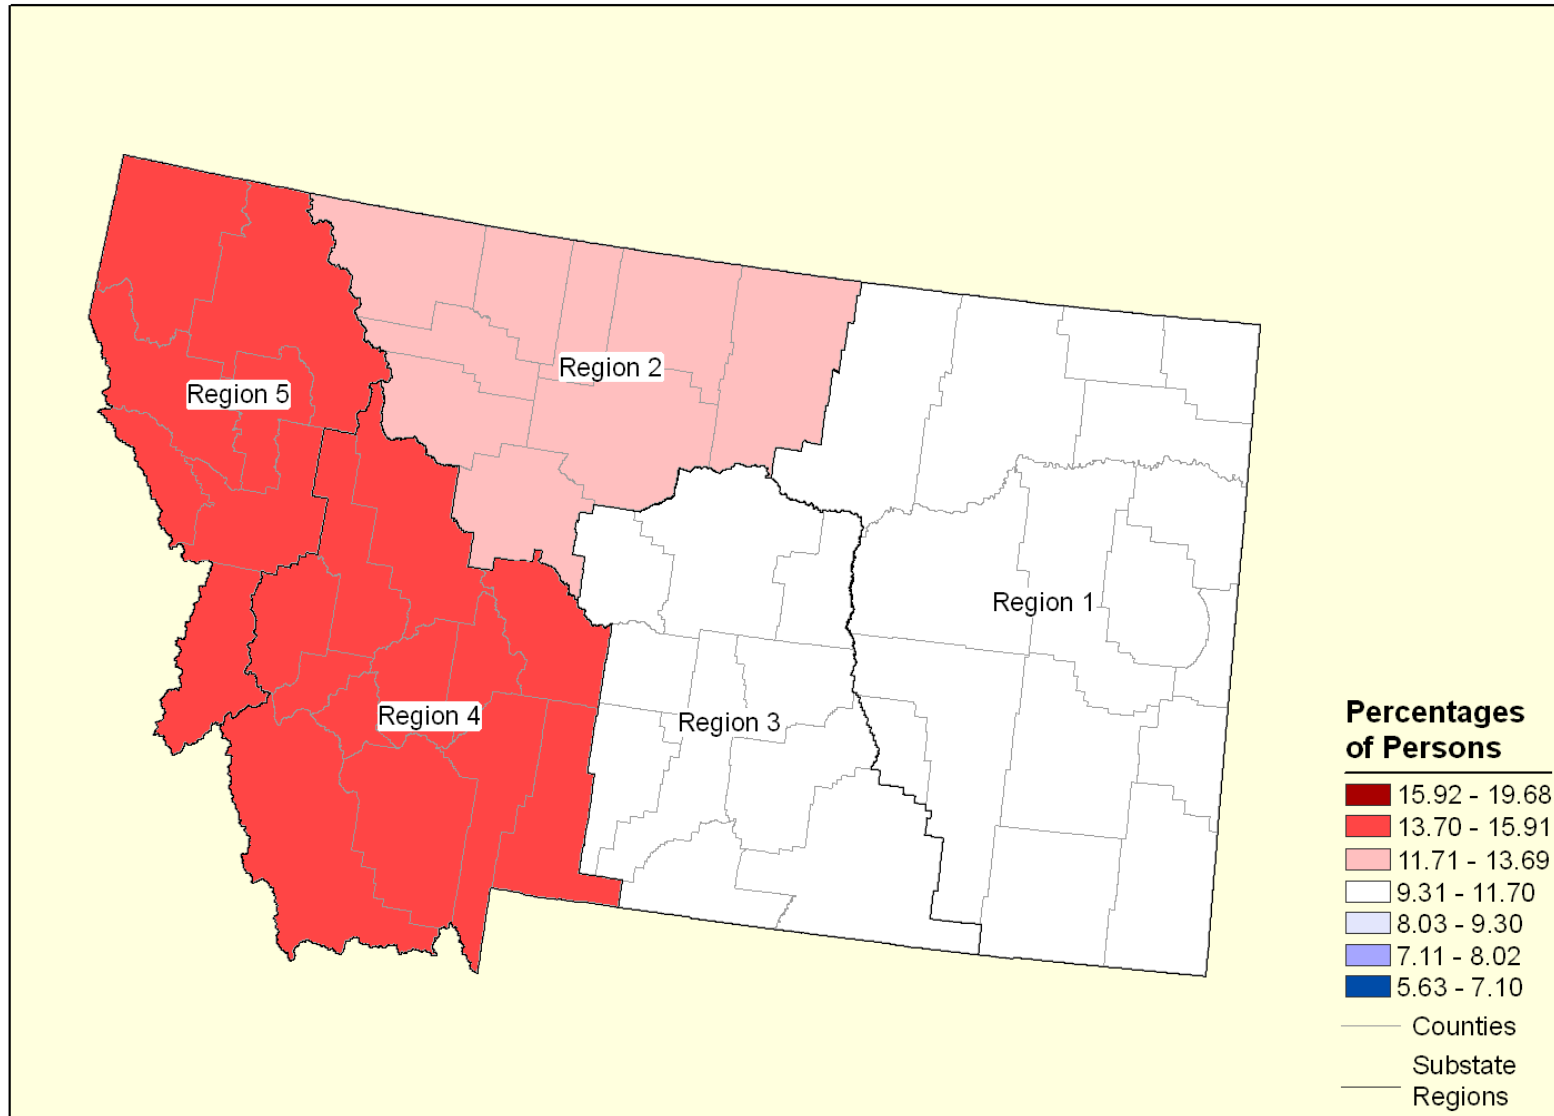 Region 2
Region 5
Region 1
Region 4
Region 3
Percentages
of Persons
15.92 - 19.68
13.70 - 15.91
11.71 - 13.69
9.31 - 11.70
8.03 - 9.30
7.11 - 8.02
5.63 - 7.10
Counties
Substate
Regions